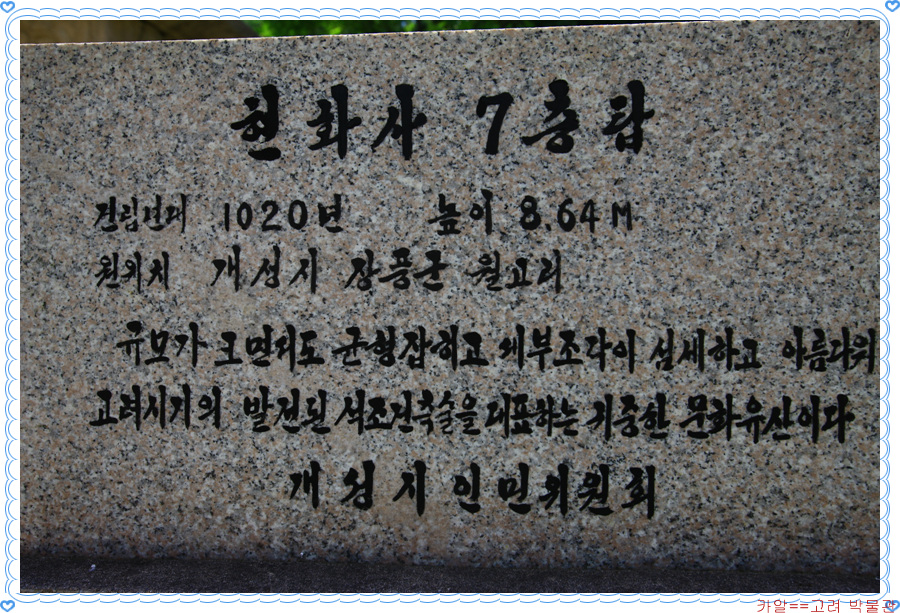 현화사 7층탑
건립년대 1020년 높이 8.64M
원위치 개성시 장풍군 월고리
규모가 크면서도 균형잡히고 세부조각이 섬세하고 아름다워
고려시기의 발전된 석조건축술을 대표하는 귀중한 문화유산이다
개성시인민위원회
카알==고려 박물관